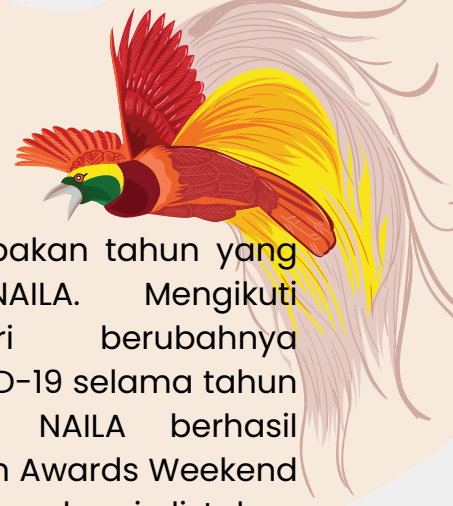 pakan tahun yang
NAILA. Mengikuti
ri berubahnya
D-19 selama tahun
NAILA berhasil
n Awards Weekend